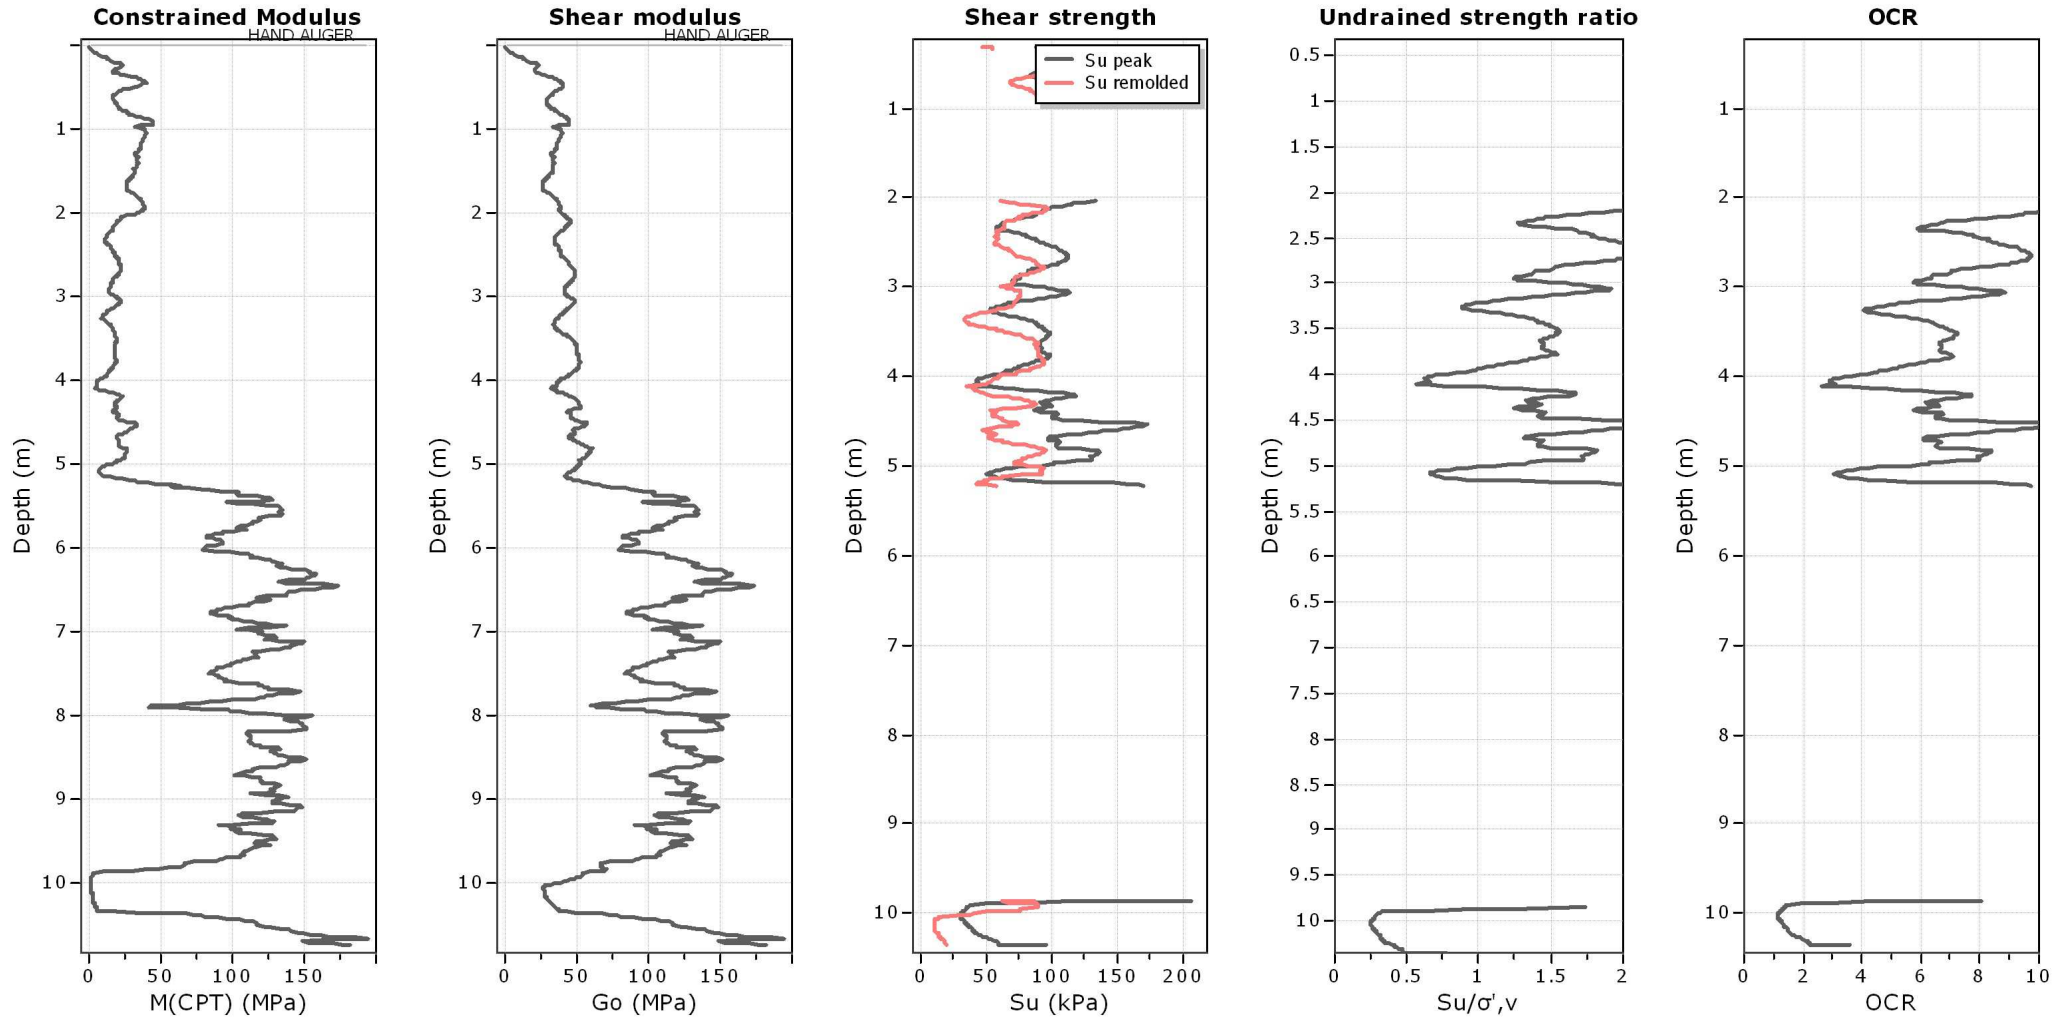 Constrained Modulus
HAND AUGER
1
2
3
4
5
6
7
8
9
10
Depth (m)
0 50 100 150
M(CPT) (MPa)
Shear modulus
HAND AUGER
1
2
3
4
5
6
7
8
9
10
Depth (m)
0 50 100 150
Go (MPa)
Shear strength
Su peak
Su remolded
1
2
3
4
5
6
7
8
9
10
Depth (m)
0 50 100 150 200
Su (kPa)
Undrained strength ratio
0.5
1
1.5
2
2.5
3
3.5
4
4.5
5
5.5
6
6.5
7
7.5
8
8.5
9
9.5
10
Depth (m)
0 0.5 1 1.5 2
Su/σ',v
OCR
1
2
3
4
5
6
7
8
9
10
Depth (m)
0 2 4 6 8 10
OCR